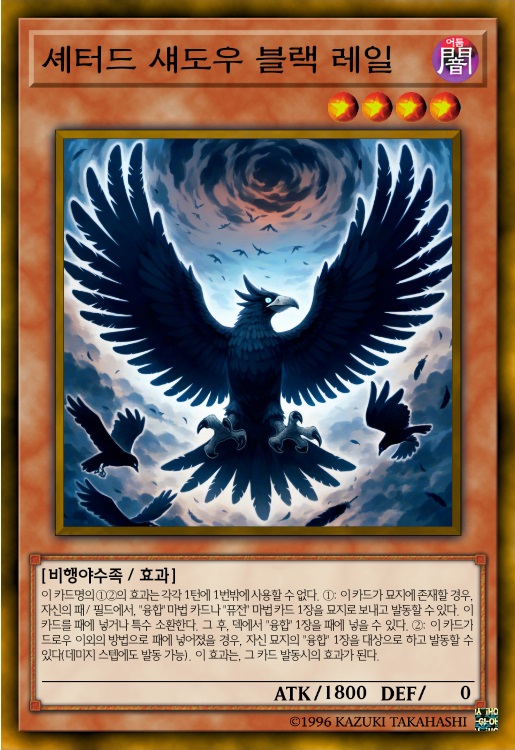 셰터드 섀도우 블랙 레일
어둠
闇
[비행야수족 / 효과]
이 카드명의 ①②의 효과는 각각 1턴에 1번밖에 사용할 수 없다. ①: 이 카드가 묘지에 존재할 경우,
자신의 패 / 필드에서, "융합" 마법 카드나 "퓨전" 마법 카드 1장을 묘지로 보내고 발동할 수 있다. 이
카드를 패에 넣거나 특수 소환한다. 그 후, 덱에서 "융합" 1장을 패에 넣을 수 있다. ②: 이 카드가
드로우 이외의 방법으로 패에 넣어졌을 경우, 자신 묘지의 "융합" 1장을 대상으로 하고 발동할 수
있다(데미지 스텝에도 발동 가능). 이 효과는, 그 카드 발동시의 효과가 된다.
ATK/1800 DEF/ 0
©1996 KAZUKI TAKAHASHI